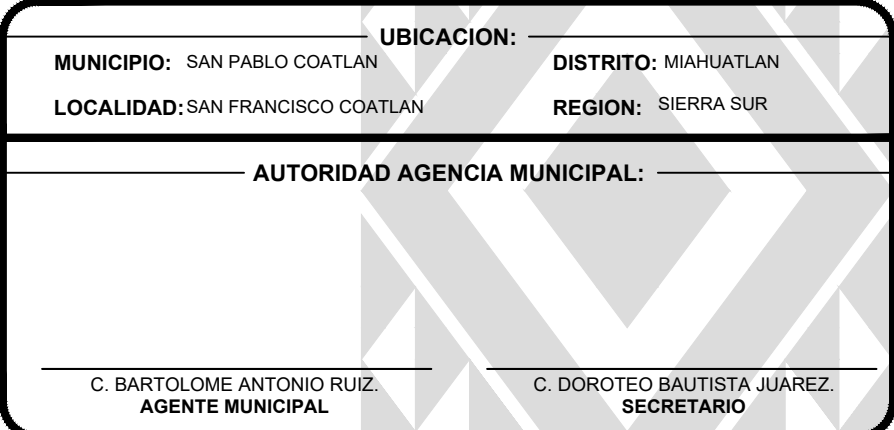 UBICACION:
MUNICIPIO: SAN PABLO COATLAN DISTRITO: MIAHUATLAN
LOCALIDAD: SAN FRANCISCO COATLAN REGION: SIERRA SUR
AUTORIDAD AGENCIA MUNICIPAL:
C. BARTOLOME ANTONIO RUIZ. C. DOROTEO BAUTISTA JUAREZ.
AGENTE MUNICIPAL SECRETARIO